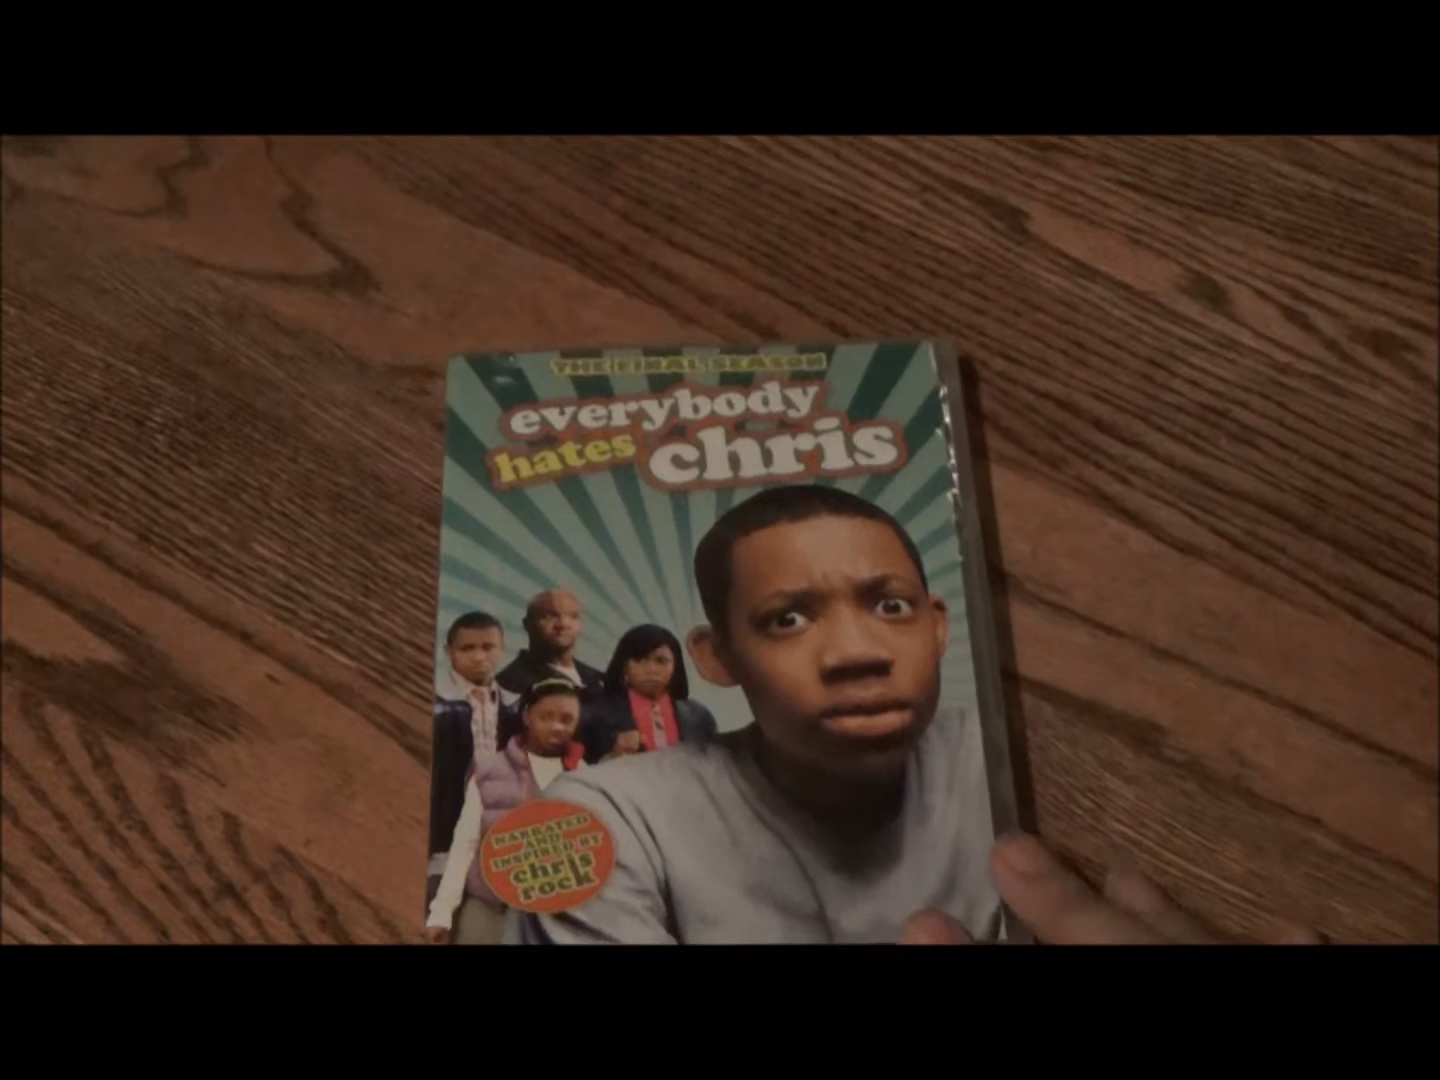 THE FINAL SEASON
everybody
hates chris
NARRATED
AND
INSPIRED BY
chris
rock